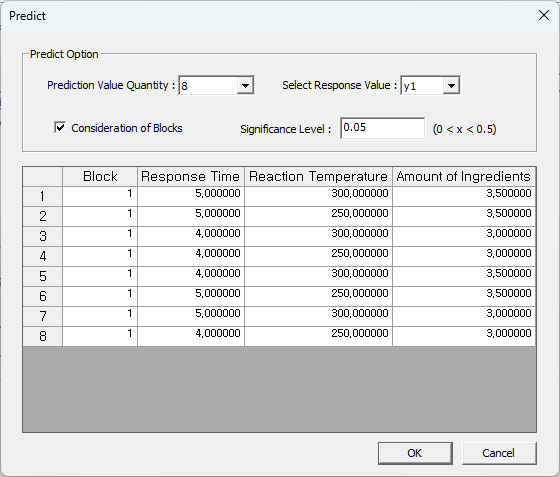 Predict
Predict Option
Prediction Value Quantity : 8 Select Response Value : y1
Consideration of Blocks Significance Level : 0.05 (0 < x < 0.5)
Block Response Time Reaction Temperature Amount of Ingredients
1 1 5,000000 300,000000 3,500000
2 1 5,000000 250,000000 3,500000
3 1 4,000000 300,000000 3,000000
4 1 4,000000 250,000000 3,000000
5 1 4,000000 300,000000 3,500000
6 1 5,000000 250,000000 3,500000
7 1 5,000000 300,000000 3,000000
8 1 4,000000 250,000000 3,000000
OK Cancel